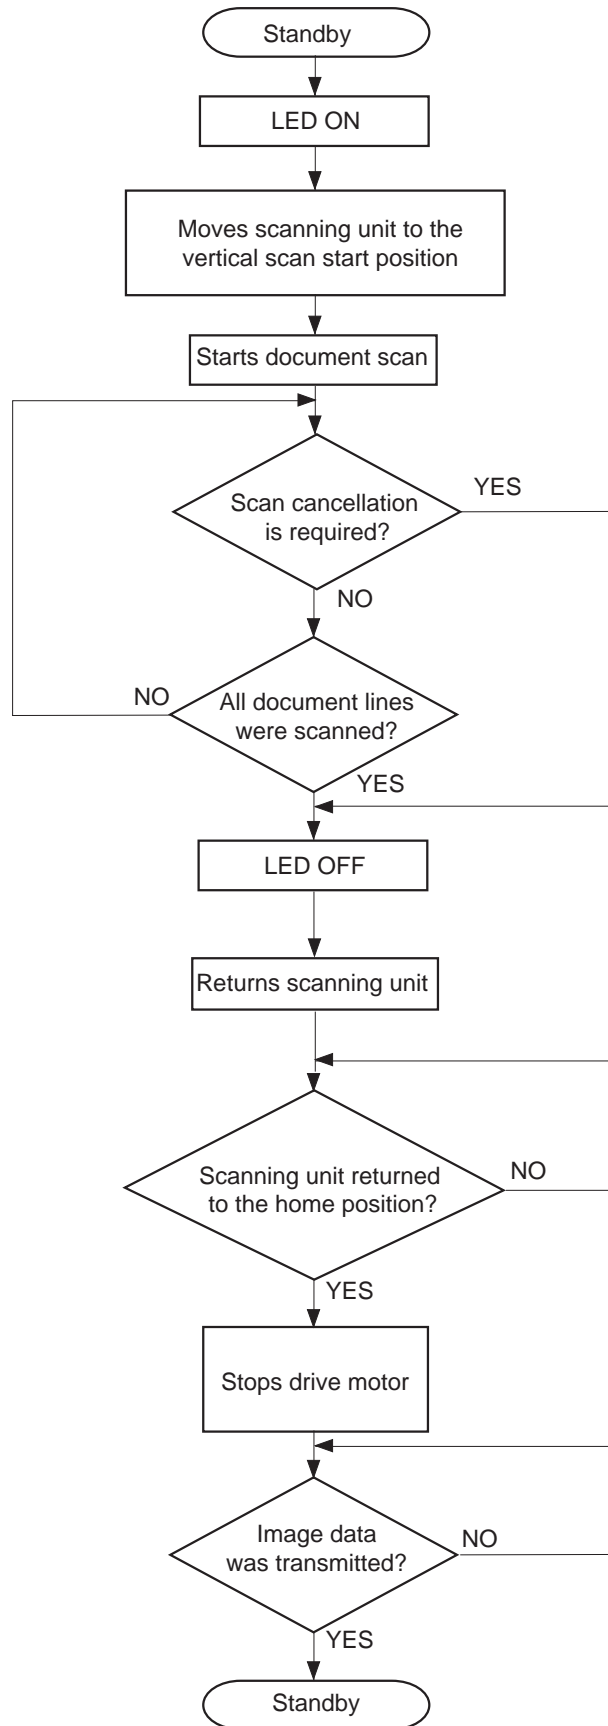 Standby
LED ON
Moves scanning unit to the
vertical scan start position
Starts document scan
Scan cancellation
is required?
YES
NO
All document lines
were scanned?
NO
YES
LED OFF
Returns scanning unit
Scanning unit returned
to the home position?
NO
YES
Stops drive motor
Image data
was transmitted?
NO
YES
Standby